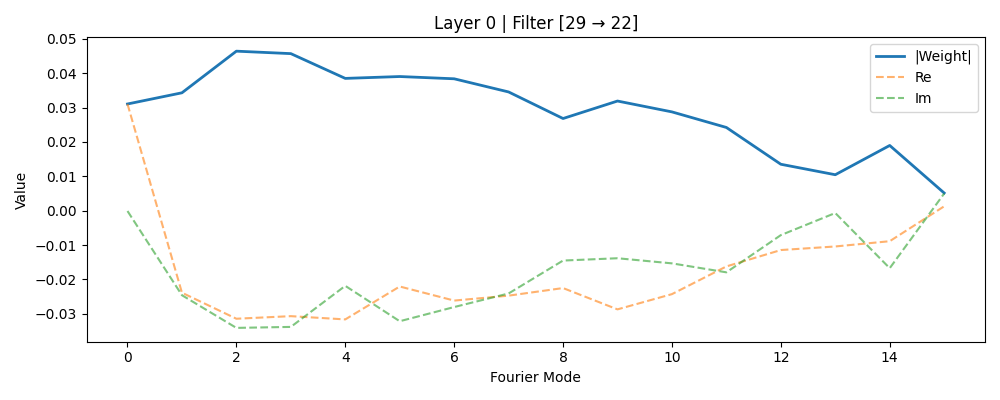 Layer 0 | Filter [29 → 22]
0.05
0.04
0.03
0.02
0.01
0.00
−0.01
−0.02
−0.03
Value
0 2 4 6 8 10 12 14
Fourier Mode
|Weight|
Re
Im